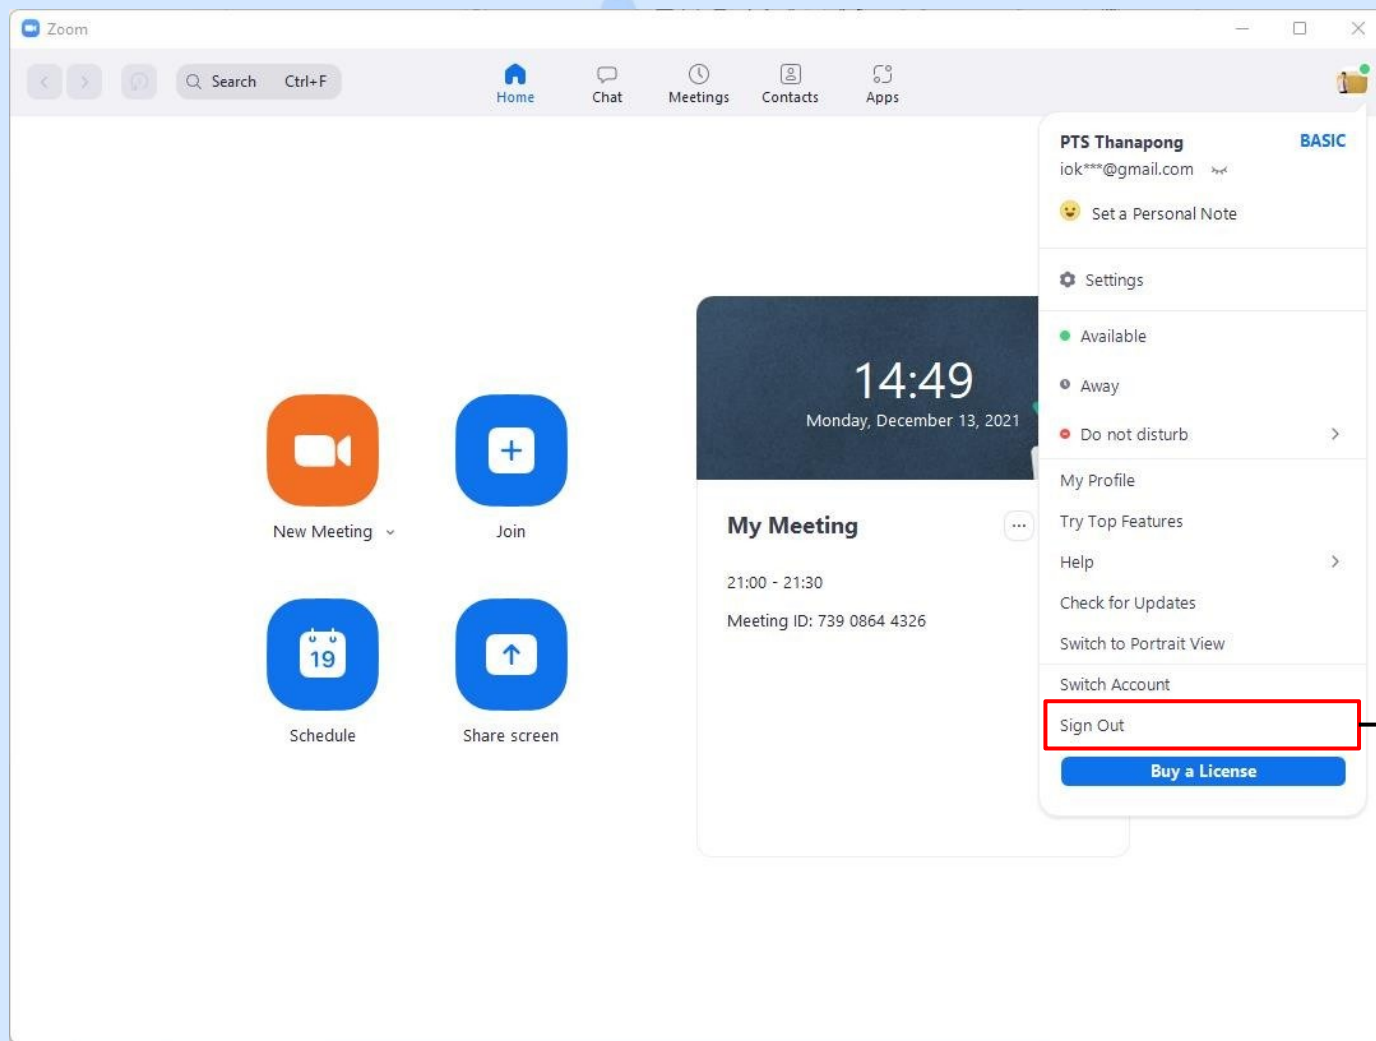 Zoom
Search Ctrl+F
Home
Chat
Meetings
Contacts
Apps
PTS Thanapong BASIC
iok***@gmail.com
Set a Personal Note
Settings
Available
Away
Do not disturb
My Profile
Try Top Features
Help
Check for Updates
Switch to Portrait View
Switch Account
Sign Out
Buy a License
New Meeting
Join
19
Schedule
Share screen
14:49
Monday, December 13, 2021
My Meeting
21:00 - 21:30
Meeting ID: 739 0864 4326